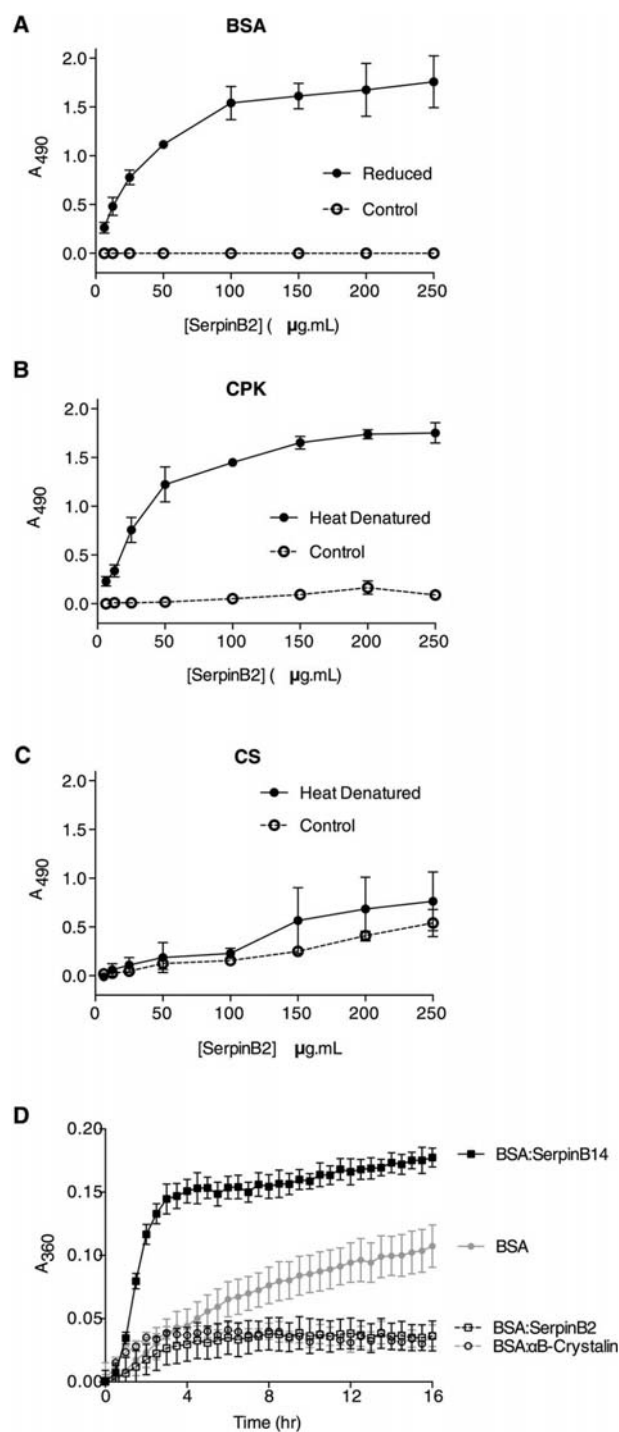 A
BSA
A490
2.0
1.5
1.0
0.5
0.0
Reduced
Control
0 50 100 150 200 250
[SerpinB2] ( µg.mL)
B
CPK
A490
2.0
1.5
1.0
0.5
0.0
Heat Denatured
Control
0 50 100 150 200 250
[SerpinB2] ( µg.mL)
C
CS
A490
2.0
1.5
1.0
0.5
0.0
Heat Denatured
Control
0 50 100 150 200 250
[SerpinB2] µg.mL
D
A360
0.20
0.15
0.10
0.05
0.00
BSA:SerpinB14
BSA
BSA:SerpinB2
BSA:αB-Crystalin
0 4 8 12 16
Time (hr)